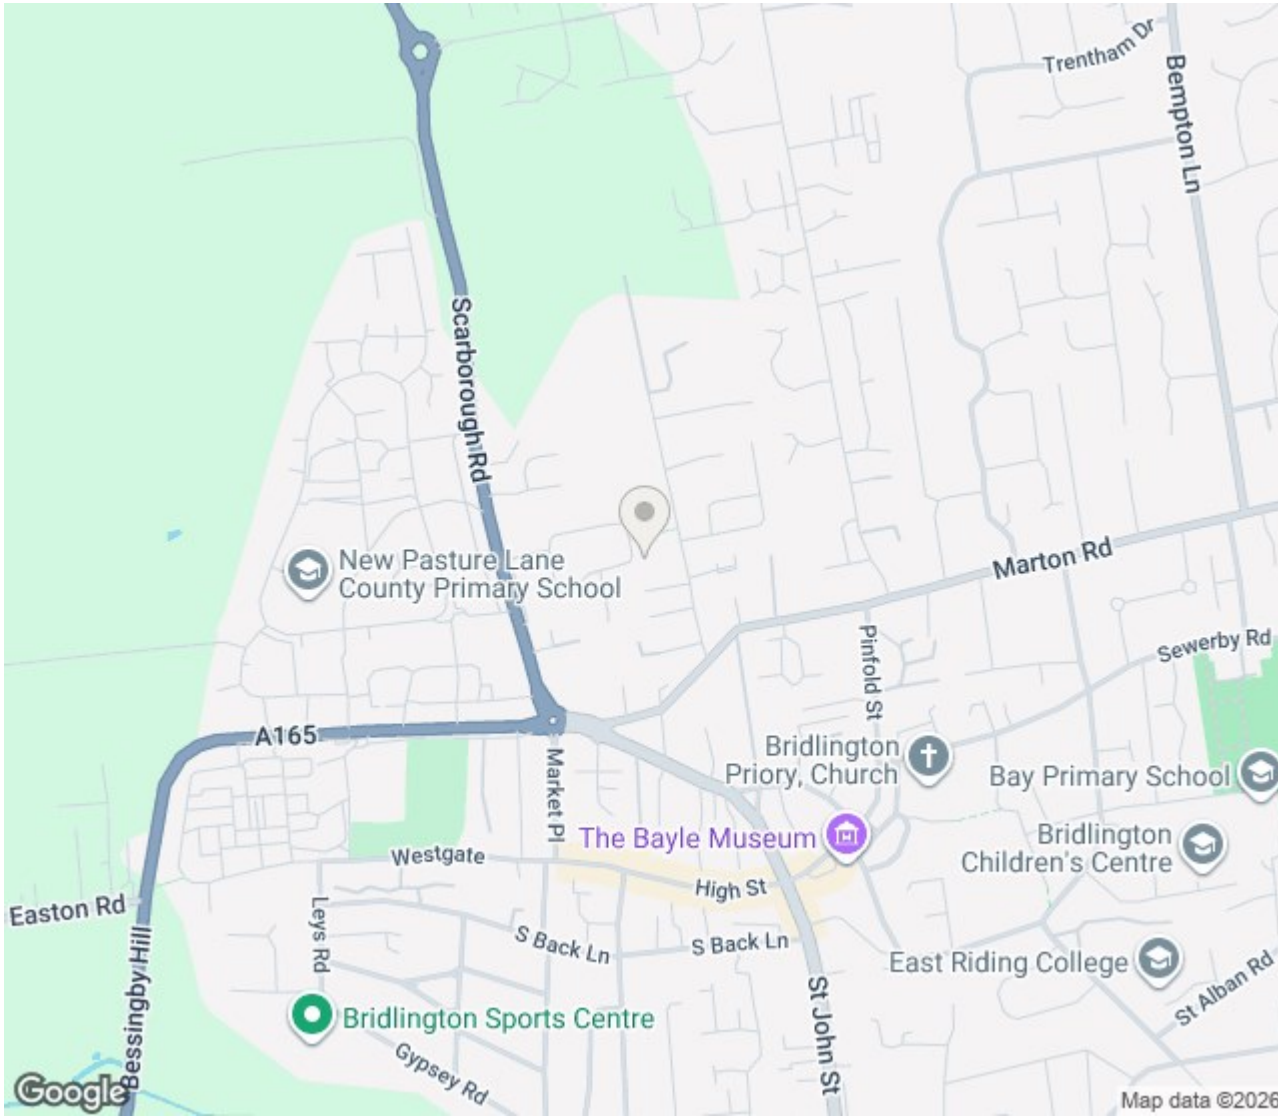 Trentham Dr
Bempton Ln
Scarborough Rd
New Pasture Lane
County Primary School
Marton Rd
Pinfold St
Sewerby Rd
A165
Market Pl
Bridlington
Priory, Church
Bay Primary School
The Bayle Museum
Bridlington
Children's Centre
Westgate
High St
Easton Rd
Leys Rd
S Back Ln
S Back Ln
East Riding College
St Alban Rd
Bessingby Hill
Bridlington Sports Centre
St John St
Gypsey Rd
Google
Map data ©2026